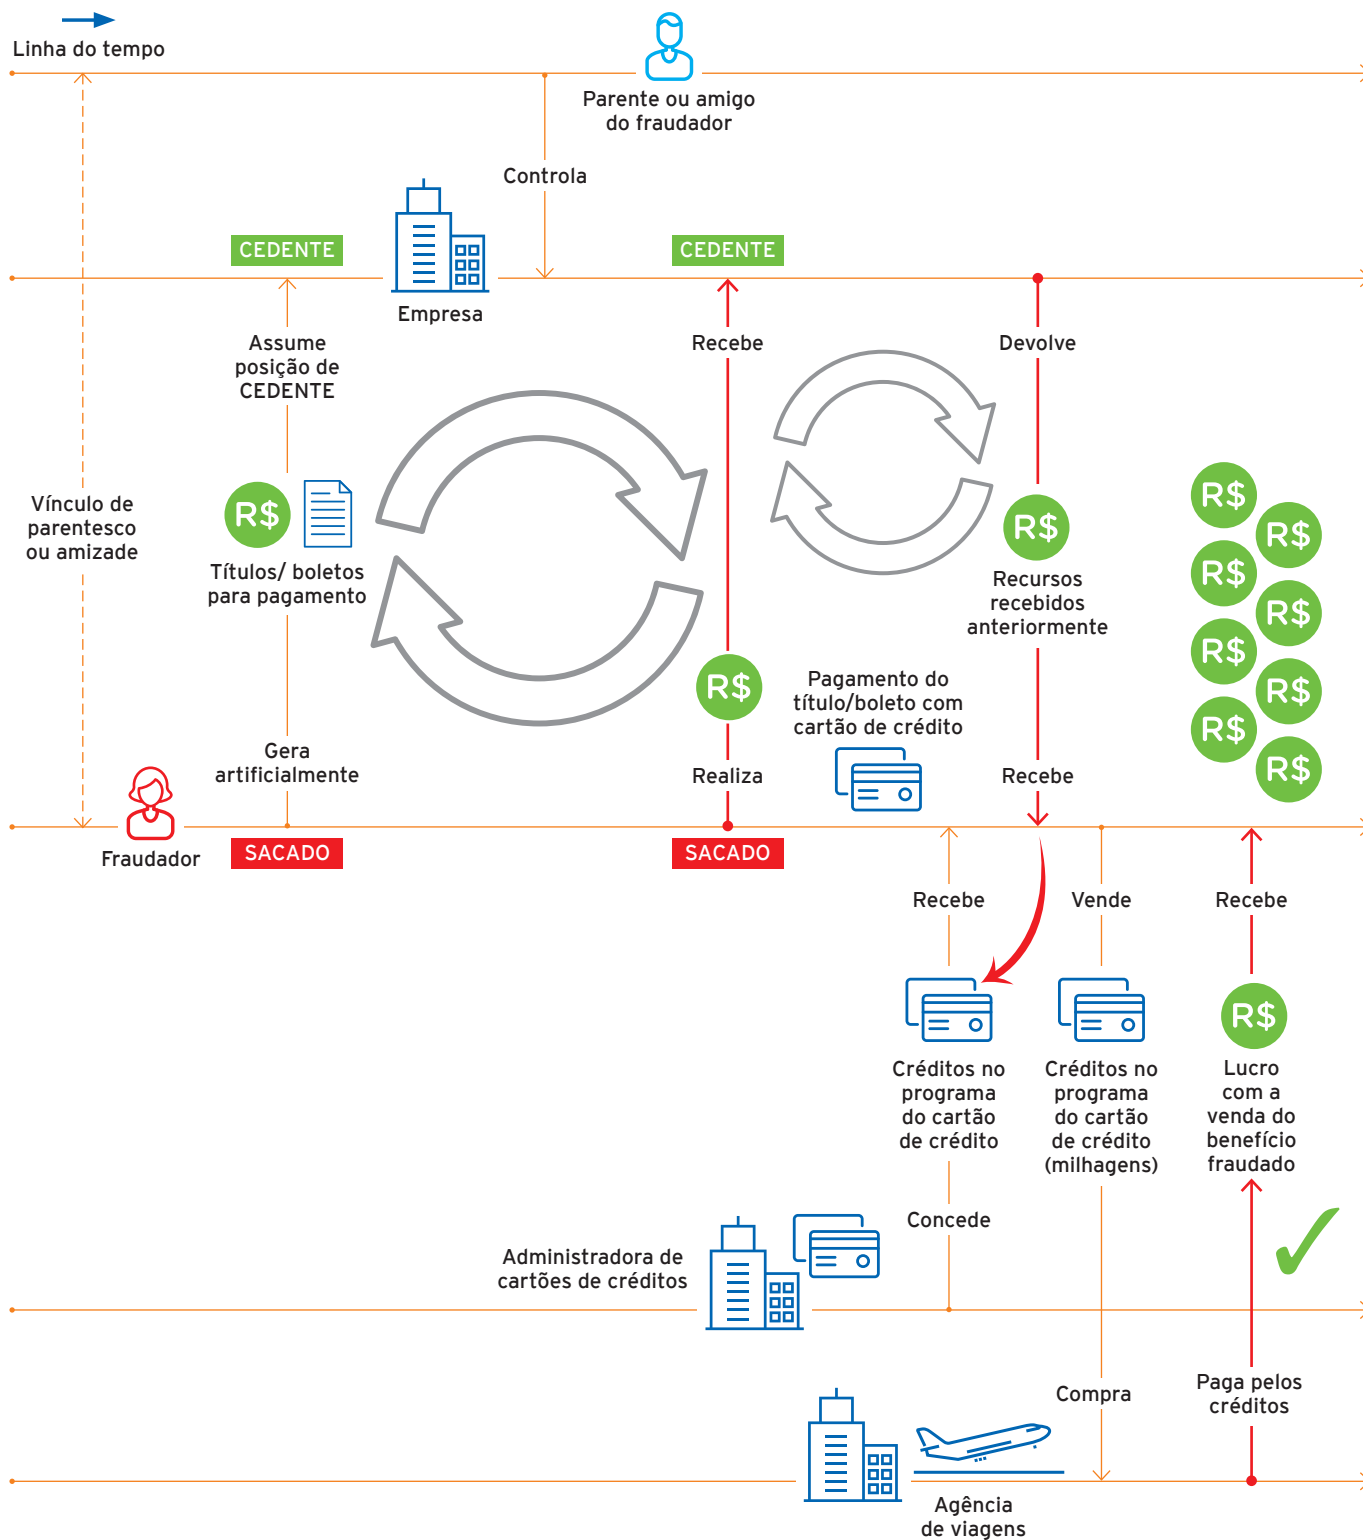 Linha do tempo
Parente ou amigo
do fraudador
Controla
CEDENTE
CEDENTE
Empresa
Assume
posição de
CEDENTE
Recebe
Devolve
Vínculo de
parentesco
ou amizade
R$
Títulos/ boletos
para pagamento
R$
Recursos
recebidos
anteriormente
R$
R$
R$
R$
R$
R$
R$
R$
R$
Pagamento do
título/boleto com
cartão de crédito
Gera
artificialmente
Realiza
Recebe
Fraudador
SACADO
SACADO
Recebe
Vende
Recebe
R$
Créditos no
programa
do cartão
de crédito
Créditos no
programa
do cartão
de crédito
(milhagens)
Lucro
com a
venda do
benefício
fraudado
Concede
Administradora de
cartões de créditos
Compra
Paga pelos
créditos
Agência
de viagens